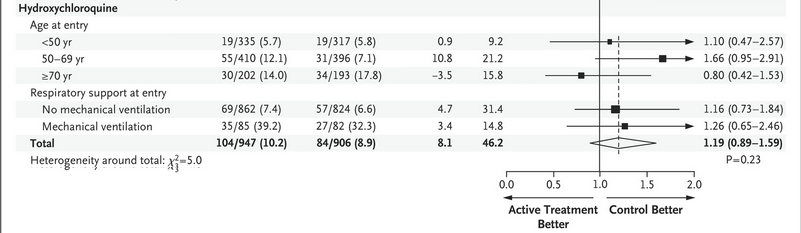 Hydroxychloroquine
Age at entry
<50 yr 19/335 (5.7) 19/317 (5.8) 0.9 9.2 1.10 (0.47–2.57)
50–69 yr 55/410 (12.1) 31/396 (7.1) 10.8 21.2 1.66 (0.95–2.91)
≥70 yr 30/202 (14.0) 34/193 (17.8) –3.5 15.8 0.80 (0.42–1.53)
Respiratory support at entry
No mechanical ventilation 69/862 (7.4) 57/824 (6.6) 4.7 31.4 1.16 (0.73–1.84)
Mechanical ventilation 35/85 (39.2) 27/82 (32.3) 3.4 14.8 1.26 (0.65–2.46)
Total 104/947 (10.2) 84/906 (8.9) 8.1 46.2 1.19 (0.89–1.59)
Heterogeneity around total: χ²₃=5.0 P=0.23
0.0 0.5 1.0 1.5 2.0
Active Treatment Control Better
Better